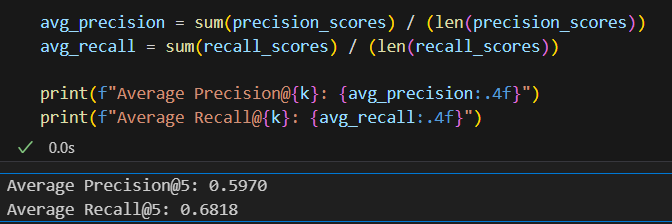 avg_precision = sum(precision_scores) / (len(precision_scores))
avg_recall = sum(recall_scores) / (len(recall_scores))
print(f"Average Precision@{k}: {avg_precision:.4f}")
print(f"Average Recall@{k}: {avg_recall:.4f}")
✓ 0.0s
Average Precision@5: 0.5970
Average Recall@5: 0.6818